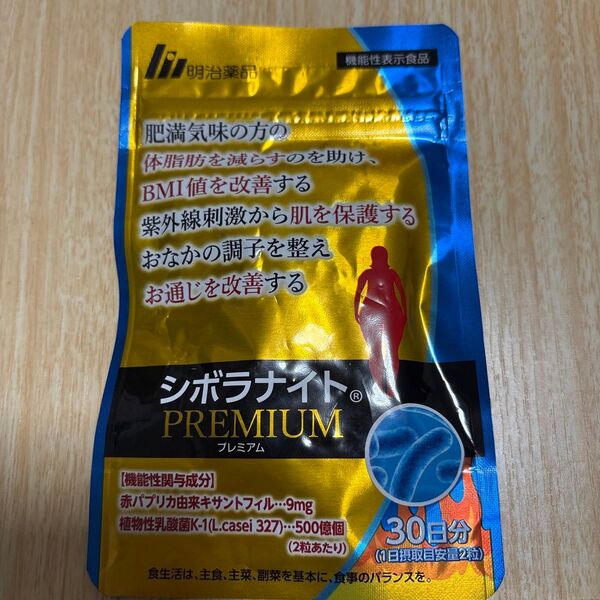 明治薬品
機能性表示食品
肥満気味の方の
体脂肪を減らすのを助け、
BMI値を改善する
紫外線刺激から肌を保護する
おなかの調子を整え
お通じを改善する
シボラナイト®
PREMIUM
プレミアム
【機能性関与成分】
赤パプリカ由来キサントフィル…9mg
植物性乳酸菌K-1(L.casei 327)…500億個
(2粒あたり)
30日分
(1日摂取目安量2粒)
食生活は、主食、主菜、副菜を基本に、食事のバランスを。